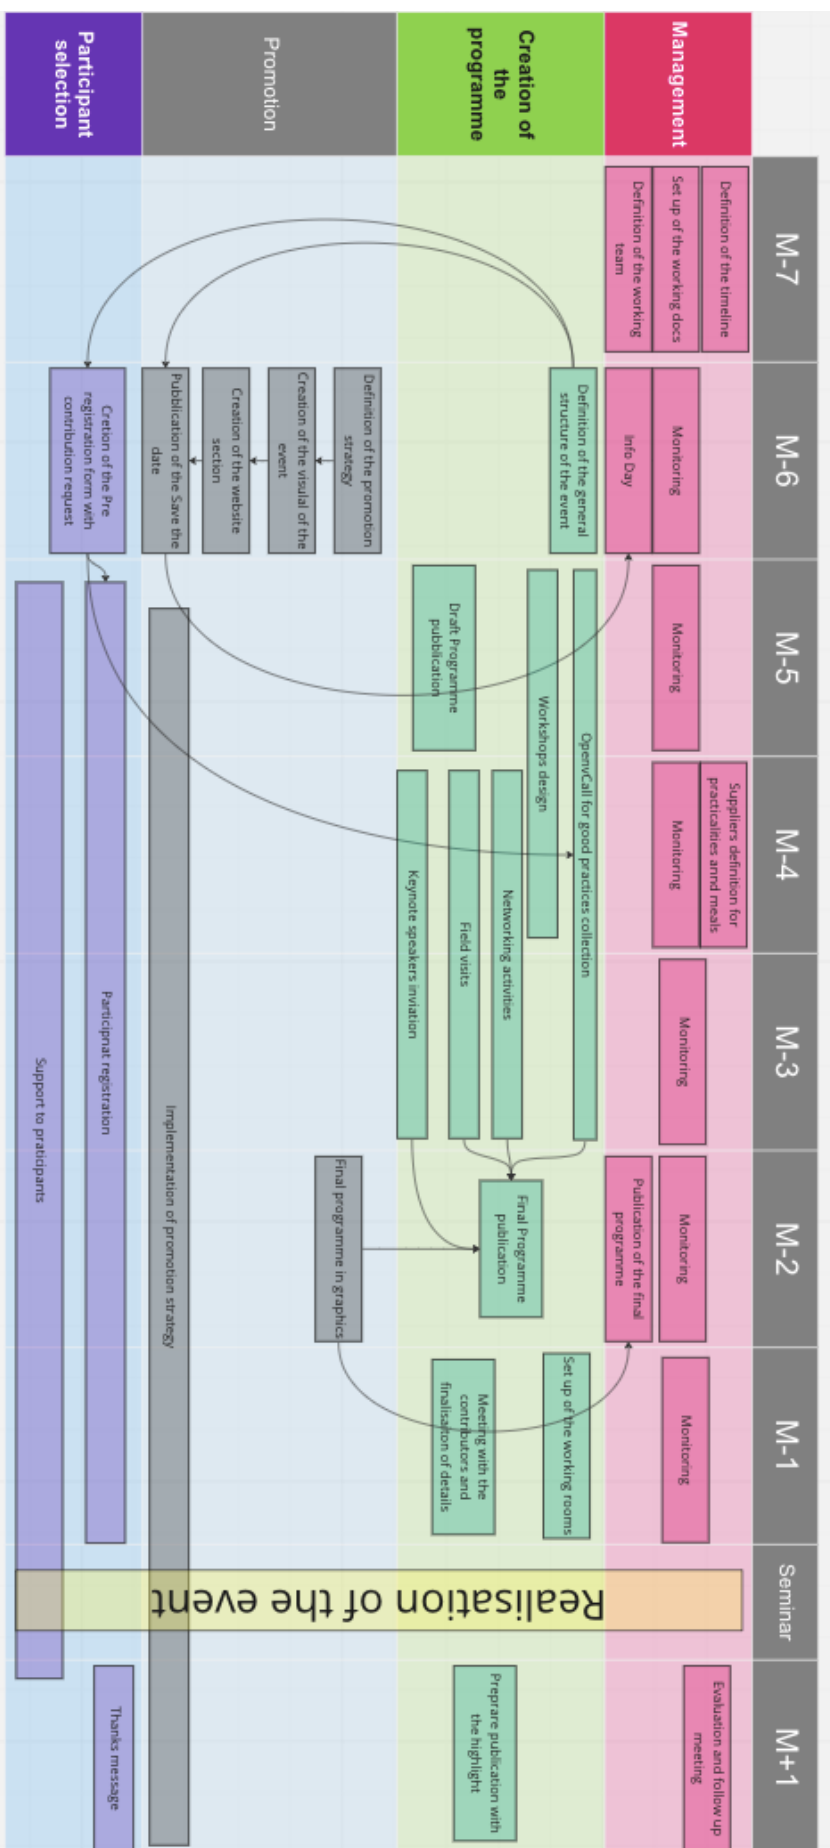 M-7
M-6
M-5
M-4
M-3
M-2
M-1
Seminar
M+1
Management
Definition of the timeline
Set up of the working docs
Definition of the working
team
Monitoring
Info Day
Monitoring
Suppliers definition for
practicalities annd meals
Monitoring
Monitoring
Monitoring
Publication of the final
programme
Monitoring
Evaluation and follow up
meeting
Creation of
the
programme
Definition of the general
structure of the event
OpenvCall for good practices collection
Workshops design
Draft Programme
pubblication
Networking activities
Field visits
Keynote speakers inviation
Final Programme
publication
Set up of the working rooms
Meeting with the
contributors and
finalisaiton of details
Preprare publication with
the highlight
Promotion
Definition of the promotion
strategy
Creation of the visulal of the
event
Creation of the website
section
Pubblication of the Save the
date
Final programme in graphics
Implementation of promotion strategy
Participant
selection
Cretion of the Pre
registration form with
contribution request
Participnat registration
Support to praticipants
Thanks message
Realisation of the event